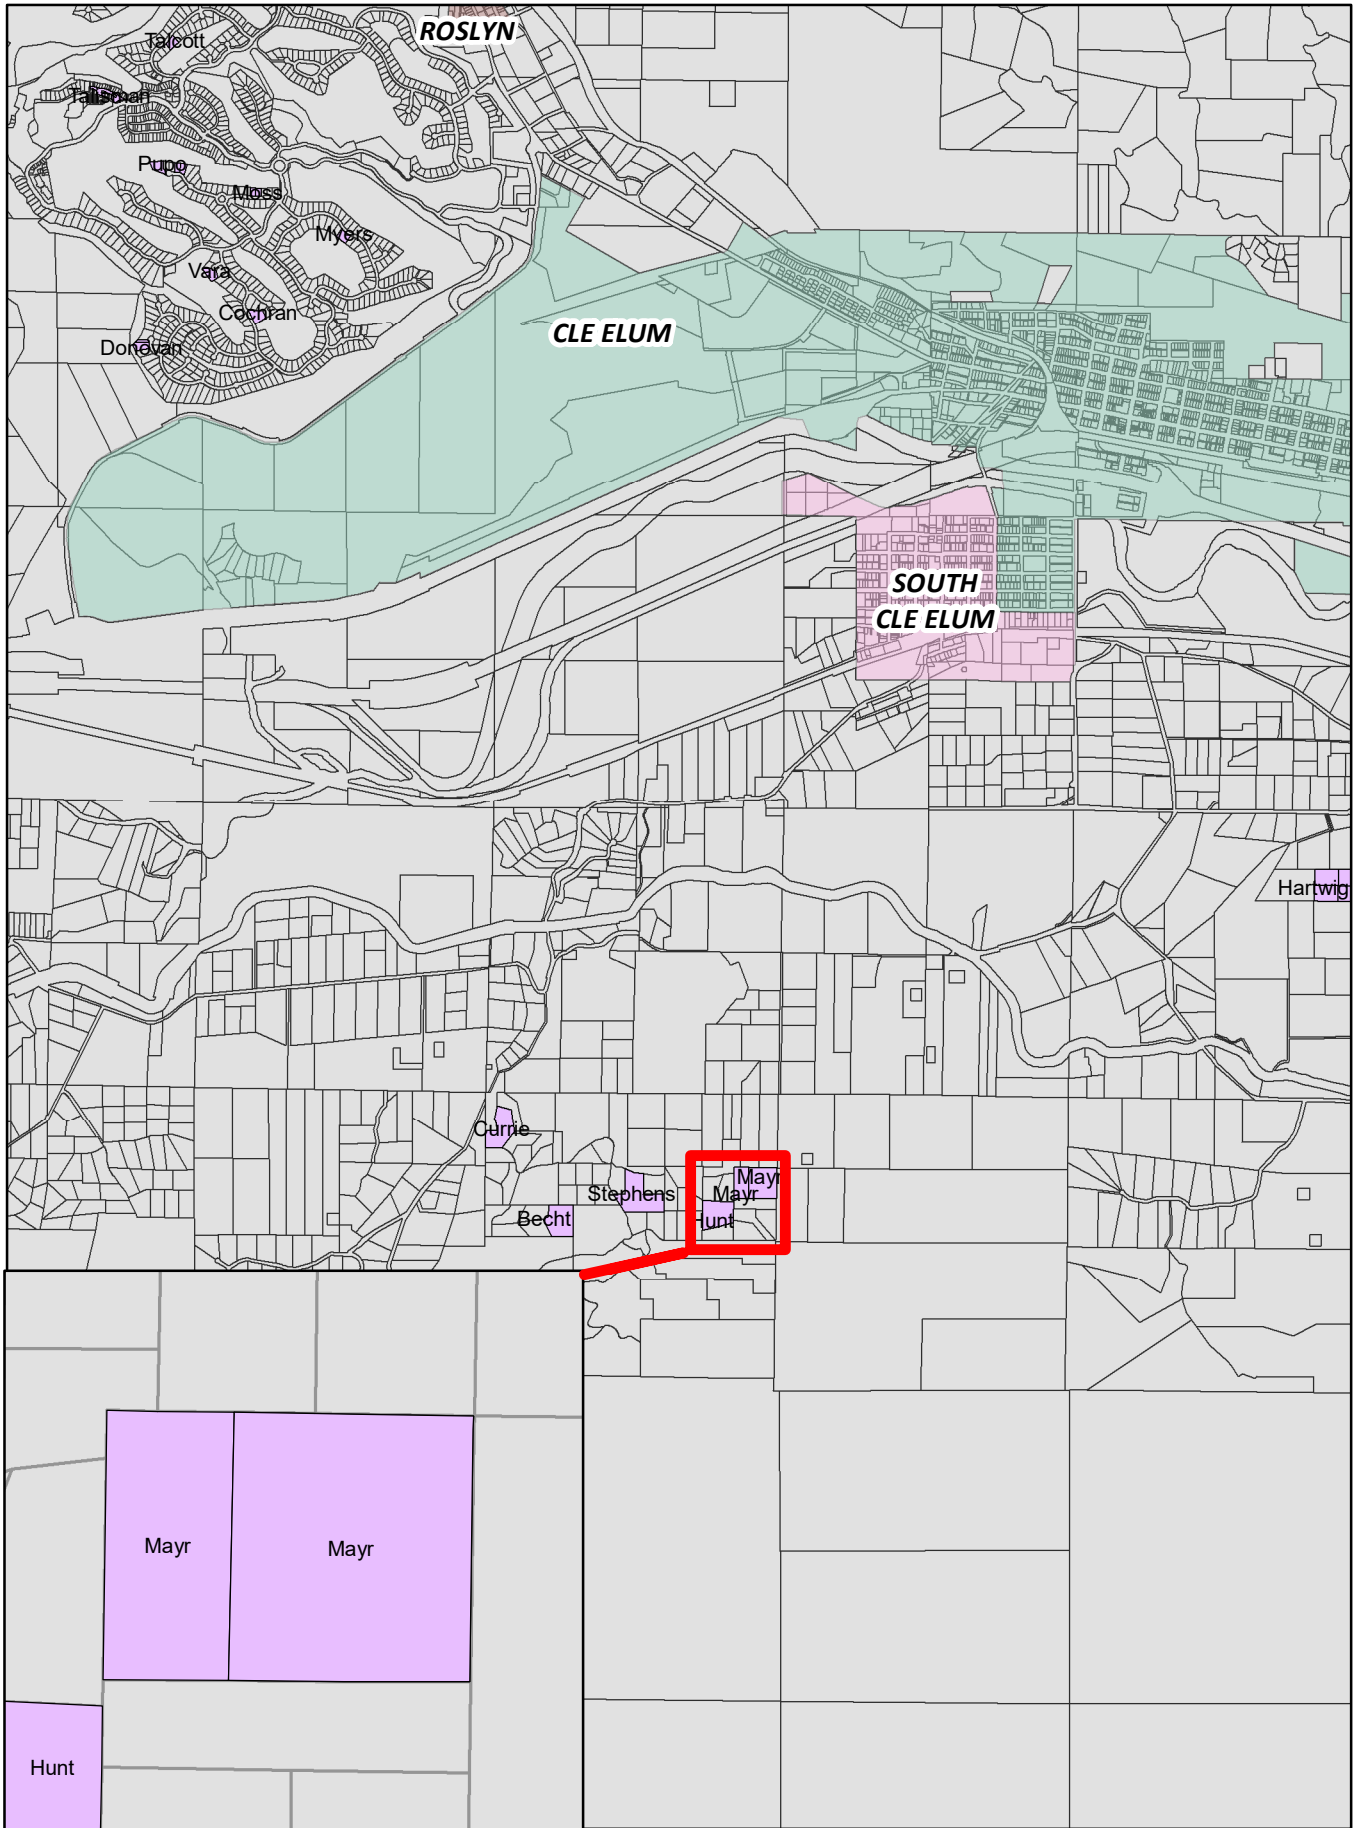 ROSLYN
Talcott
Talisman
Pupo
Moss
Myers
Vara
Cochran
Donovan
CLE ELUM
SOUTH
CLE ELUM
Hartwig
Currie
Mayr
Stephens
Mayr
Becht
Hunt
Mayr
Mayr
Hunt